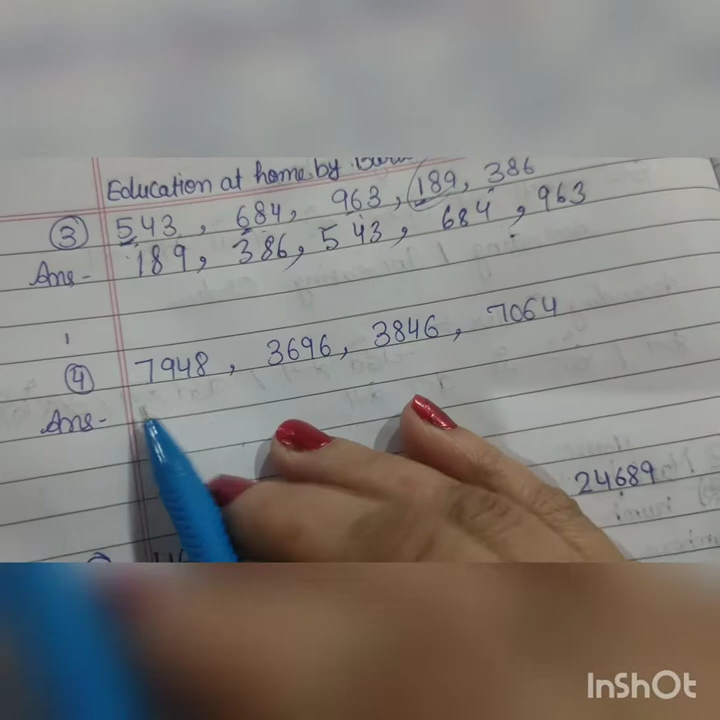 Education at home by
③ 543, 684, 963, 189, 386
Ans- 189, 386, 543, 684, 963
④ 7948, 3696, 3846, 7064
Ans-
24689
InShOt